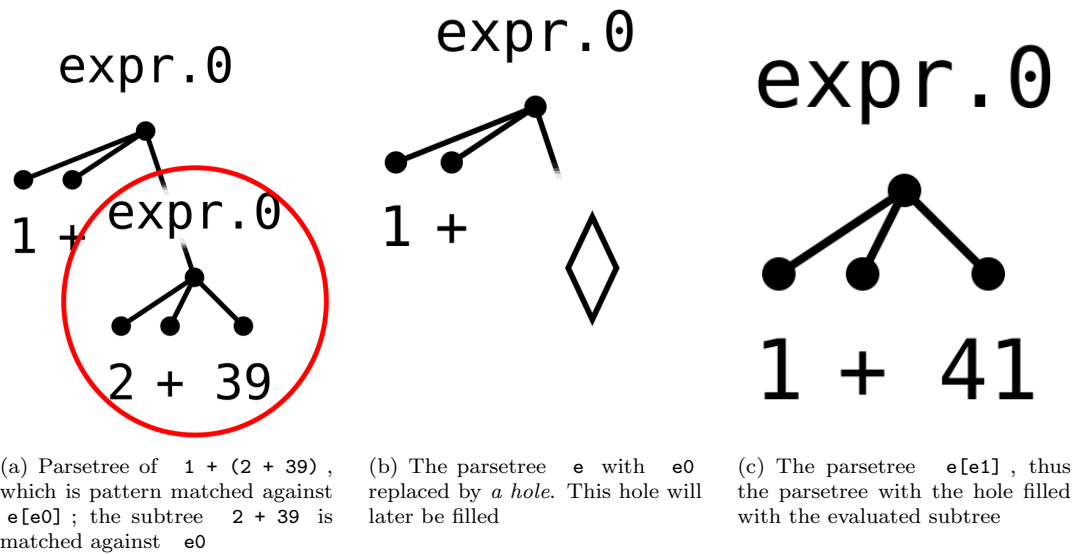 expr.0
1 +
expr.0
2 + 39
(a) Parsetree of 1 + (2 + 39) ,
which is pattern matched against
e[e0] ; the subtree 2 + 39 is
matched against e0
expr.0
1 +
(b) The parsetree e with e0
replaced by a hole. This hole will
later be filled
expr.0
1 + 41
(c) The parsetree e[e1] , thus
the parsetree with the hole filled
with the evaluated subtree